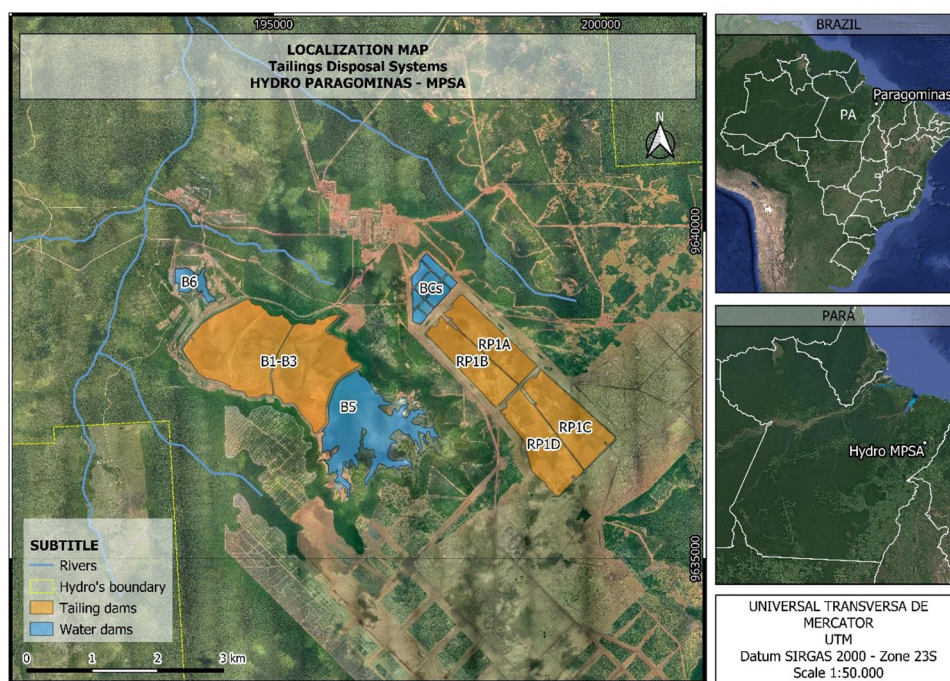 195000
200000
LOCALIZATION MAP
Tailings Disposal Systems
HYDRO PARAGOMINAS - MPSA
N
9640000
B6
BCs
B1-B3
RP1A
RP1B
B5
RP1C
RP1D
9635000
SUBTITLE
Rivers
Hydro's boundary
Tailing dams
Water dams
0 1 2 3 km
BRAZIL
Paragominas
PA
PARÁ
Hydro MPSA
UNIVERSAL TRANSVERSA DE
MERCATOR
UTM
Datum SIRGAS 2000 - Zone 23S
Scale 1:50.000